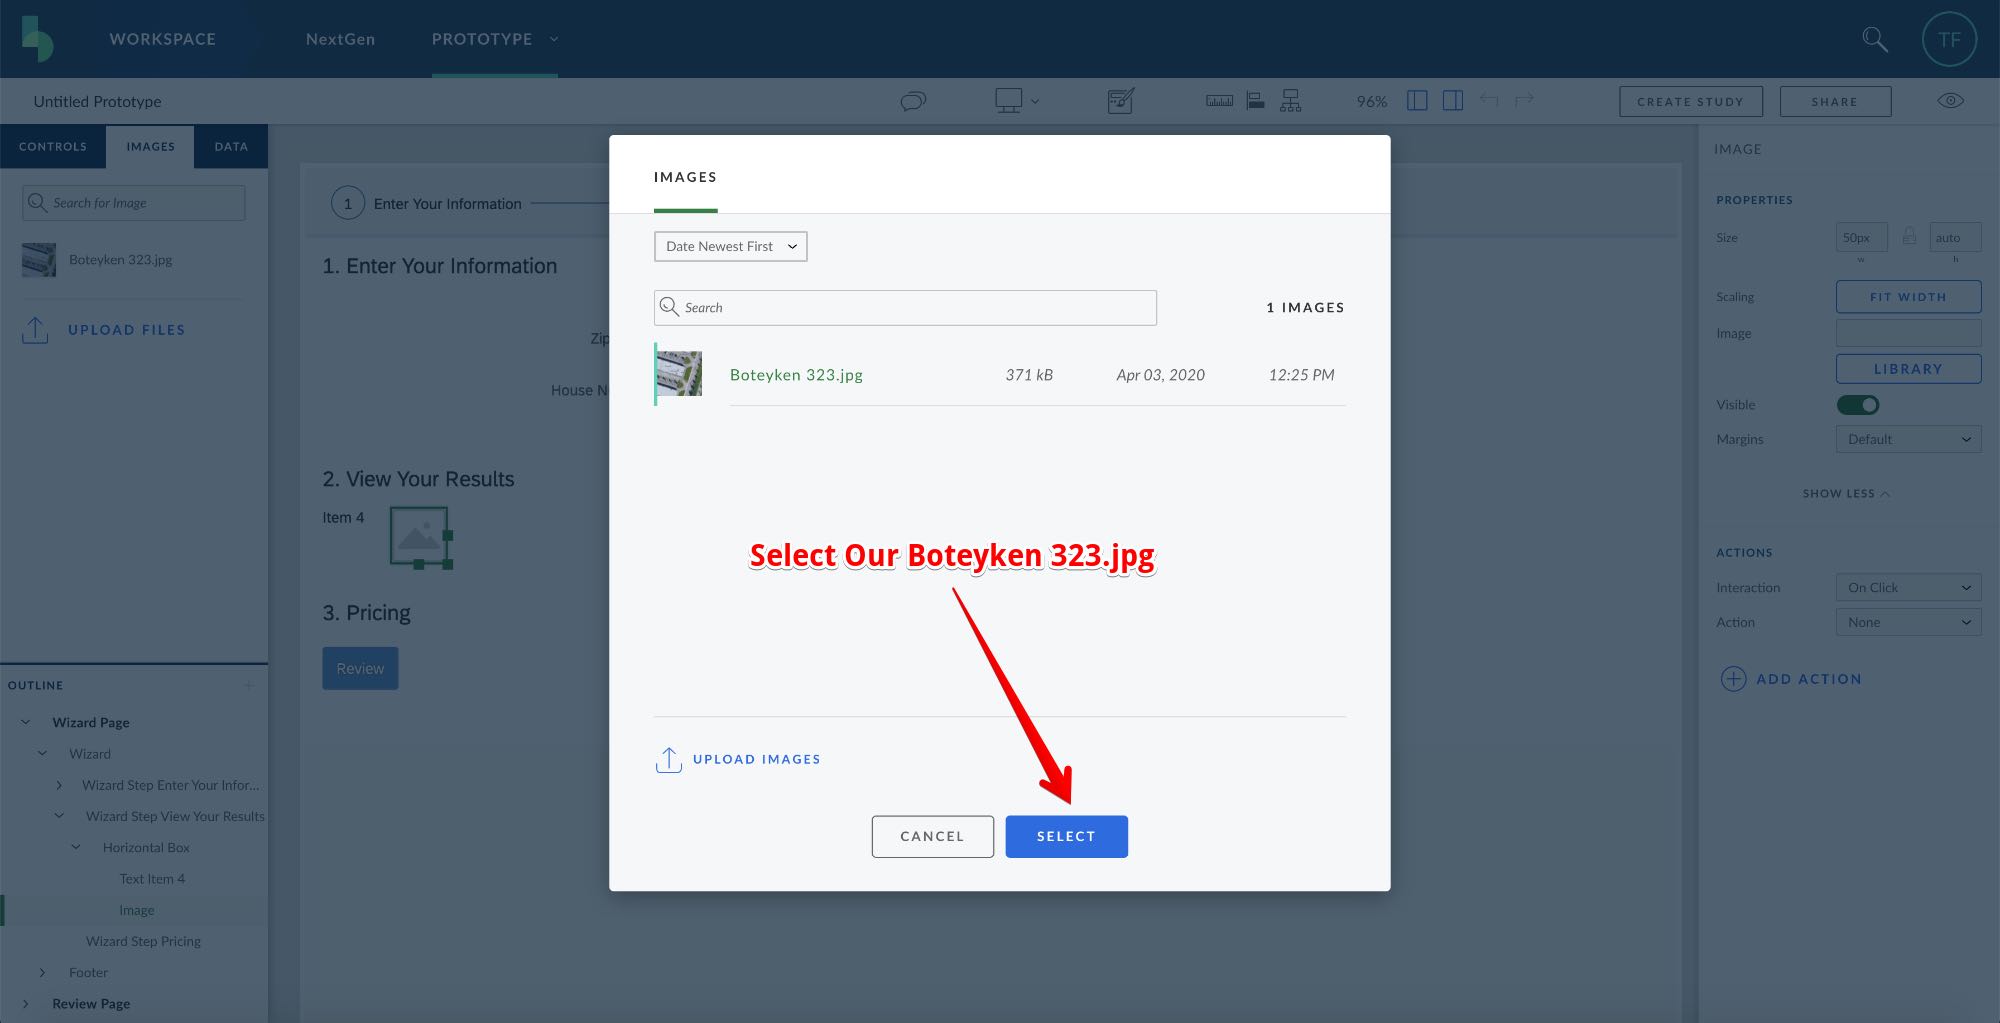 WORKSPACE
NextGen
PROTOTYPE
TF
Untitled Prototype
96%
CREATE STUDY
SHARE
CONTROLS
IMAGES
DATA
Search for Image
Boteyken 323.jpg
UPLOAD FILES
OUTLINE
Wizard Page
Wizard
Wizard Step Enter Your Infor...
Wizard Step View Your Results
Horizontal Box
Text Item 4
Image
Wizard Step Pricing
Footer
Review Page
1
Enter Your Information
1. Enter Your Information
Zip
House N
2. View Your Results
Item 4
3. Pricing
Review
IMAGES
Date Newest First
Search
1 IMAGES
Boteyken 323.jpg 371 kB Apr 03, 2020 12:25 PM
Select Our Boteyken 323.jpg
UPLOAD IMAGES
CANCEL
SELECT
IMAGE
PROPERTIES
Size 50px auto
w h
Scaling FIT WIDTH
Image
LIBRARY
Visible
Margins Default
SHOW LESS
ACTIONS
Interaction On Click
Action None
ADD ACTION